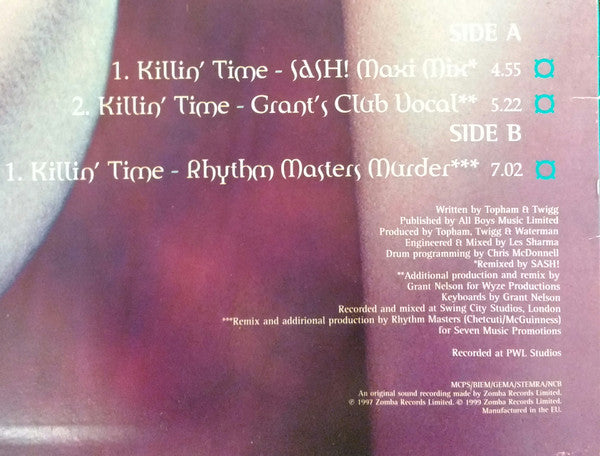 SIDE A
1. Killin' Time - SASH! Maxi Mix* 4.55
2. Killin' Time - Grant's Club Vocal** 5.22
SIDE B
1. Killin' Time - Rhythm Masters Murder*** 7.02
Written by Topham & Twigg
Published by All Boys Music Limited
Produced by Topham, Twigg & Waterman
Engineered & Mixed by Les Sharma
Drum programming by Chris McDonnell
*Remixed by SASH!
**Additional production and remix by
Grant Nelson for Wyze Productions
Keyboards by Grant Nelson
Recorded and mixed at Swing City Studios, London
***Remix and addirional production by Rhythm Masters (Chetcuti/McGuinness)
for Seven Music Promotions
Recorded at PWL Studios
MCPS/BIEM/GEMA/STEMRA/NCB
An original sound recording made by Zomba Records Limited.
℗ 1997 Zomba Records Limited. © 1999 Zomba Records Limited.
Manufactured in the EU.